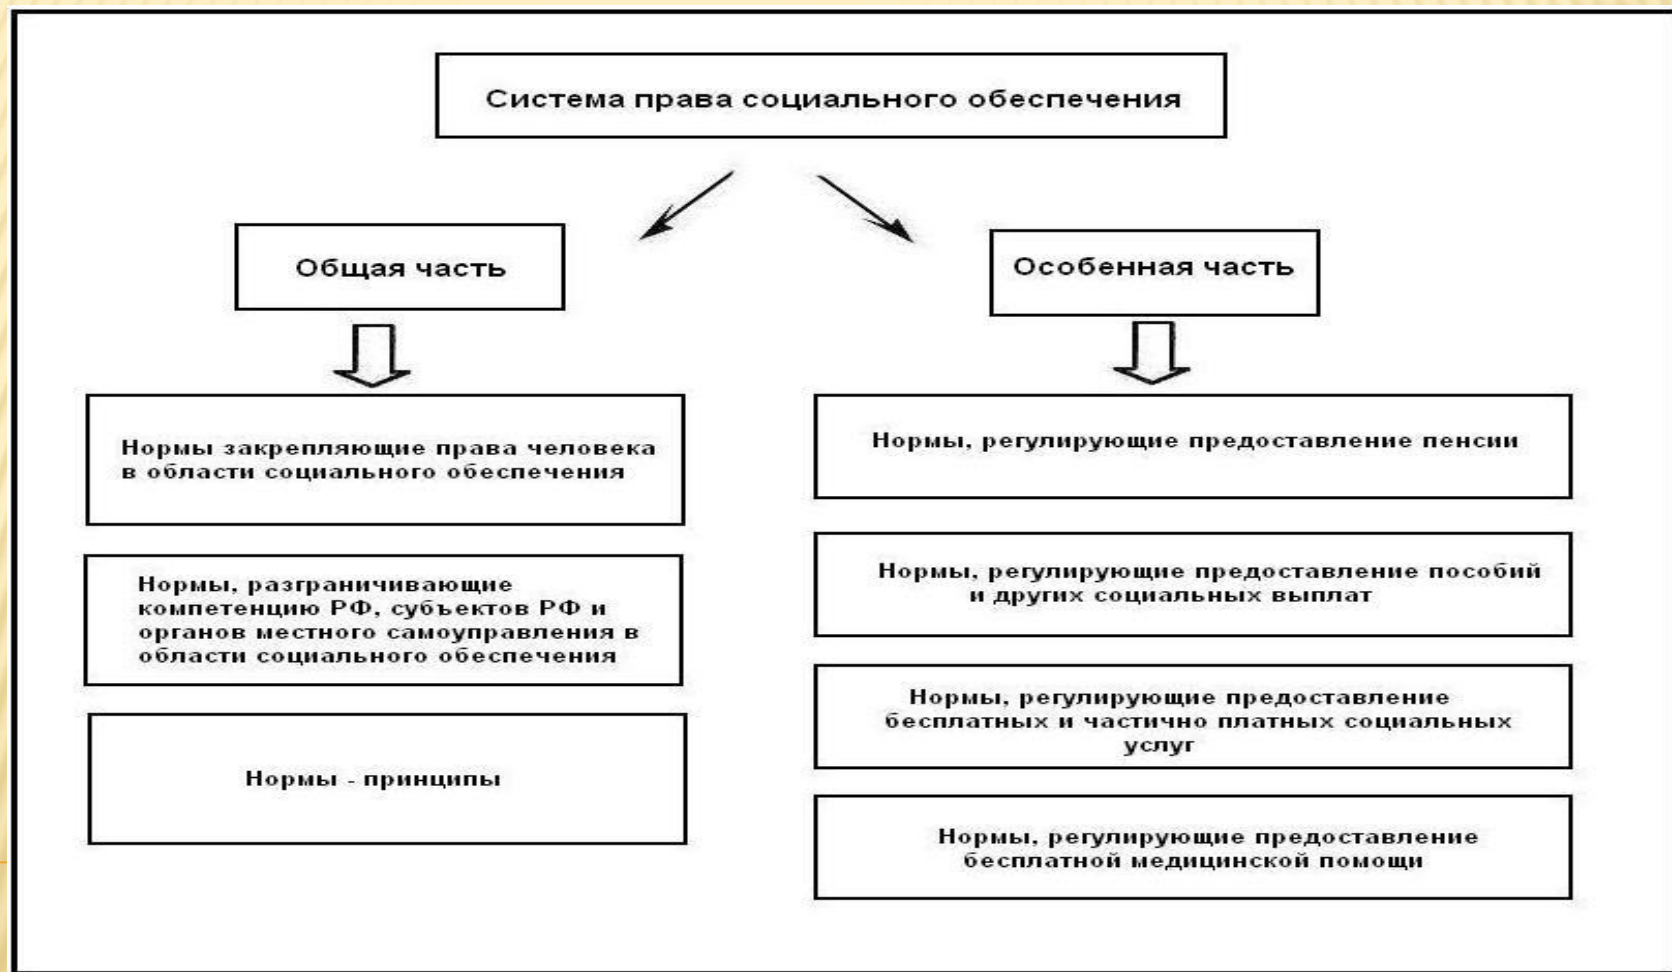 Система права социального обеспечения
Общая часть
Особенная часть
Нормы закрепляющие права человека
в области социального обеспечения
Нормы, разграничивающие
компетенцию РФ, субъектов РФ и
органов местного самоуправления в
области социального обеспечения
Нормы - принципы
Нормы, регулирующие предоставление пенсии
Нормы, регулирующие предоставление пособий
и других социальных выплат
Нормы, регулирующие предоставление
бесплатных и частично платных социальных
услуг
Нормы, регулирующие предоставление
бесплатной медицинской помощи